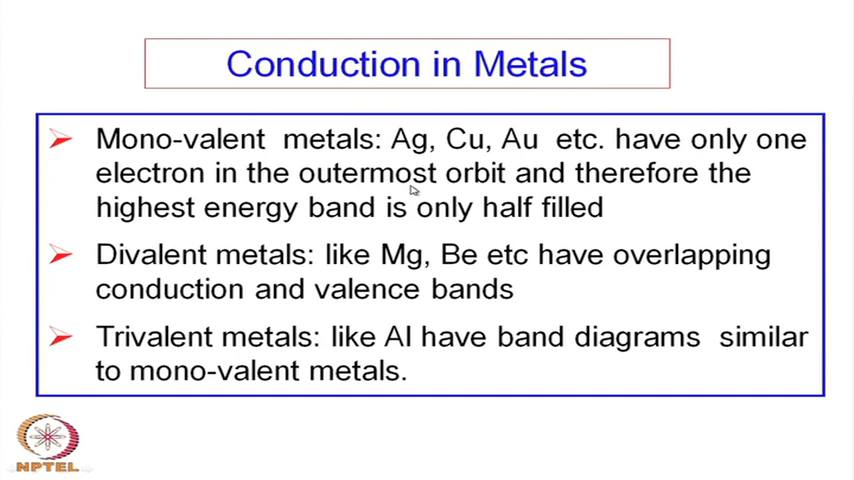 Conduction in Metals
Mono-valent metals: Ag, Cu, Au etc. have only one
electron in the outermost orbit and therefore the
highest energy band is only half filled
Divalent metals: like Mg, Be etc have overlapping
conduction and valence bands
Trivalent metals: like Al have band diagrams similar
to mono-valent metals.
NPTEL